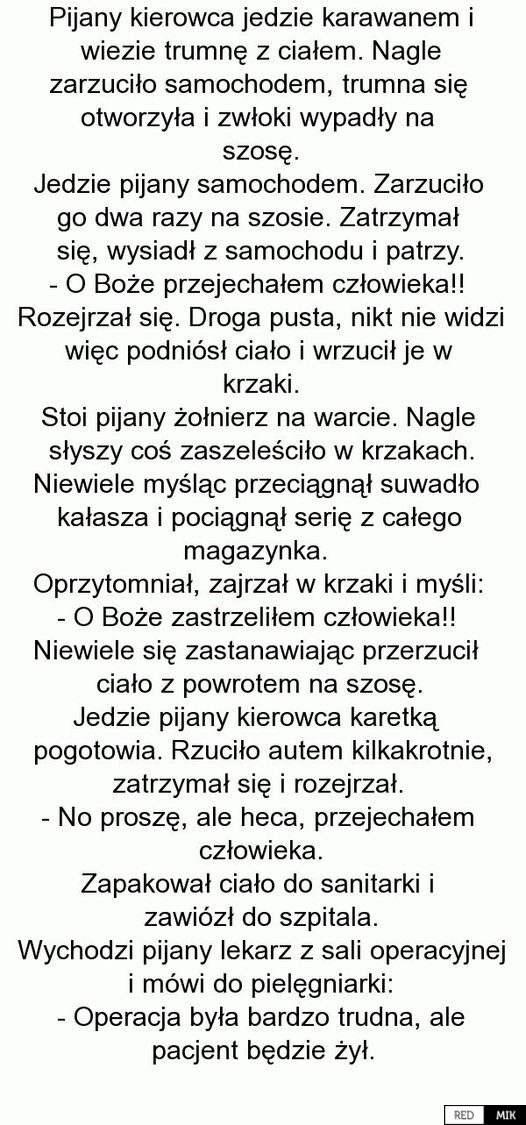 Pijany kierowca jedzie karawanem i
wiezie trumnę z ciałem. Nagle
zarzuciło samochodem, trumna się
otworzyła i zwłoki wypadły na
szosę.
Jedzie pijany samochodem. Zarzuciło
go dwa razy na szosie. Zatrzymał
się, wysiadł z samochodu i patrzy.
- O Boże przejechałem człowieka!!
Rozejrzał się. Droga pusta, nikt nie widzi
więc podniósł ciało i wrzucił je w
krzaki.
Stoi pijany żołnierz na warcie. Nagle
słyszy coś zaszeleściło w krzakach.
Niewiele myśląc przeciągnął suwadło
kałasza i pociągnął serię z całego
magazynka.
Oprzytomniał, zajrzał w krzaki i myśli:
- O Boże zastrzeliłem człowieka!!
Niewiele się zastanawiając przerzucił
ciało z powrotem na szosę.
Jedzie pijany kierowca karetką
pogotowia. Rzuciło autem kilkakrotnie,
zatrzymał się i rozejrzał.
- No proszę, ale heca, przejechałem
człowieka.
Zapakował ciało do sanitarki i
zawiózł do szpitala.
Wychodzi pijany lekarz z sali operacyjnej
i mówi do pielęgniarki:
- Operacja była bardzo trudna, ale
pacjent będzie żył.
RED MIK